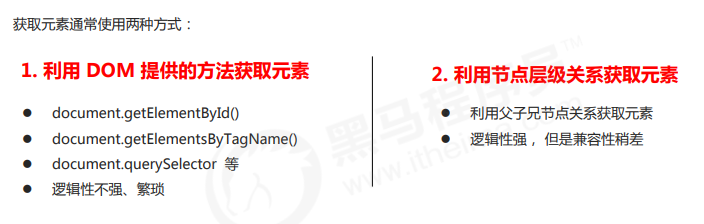 获取元素通常使用两种方式：
1. 利用 DOM 提供的方法获取元素
● document.getElementById()
● document.getElementsByTagName()
● document.querySelector 等
● 逻辑性不强、繁琐
2. 利用节点层级关系获取元素
● 利用父子兄节点关系获取元素
● 逻辑性强， 但是兼容性稍差